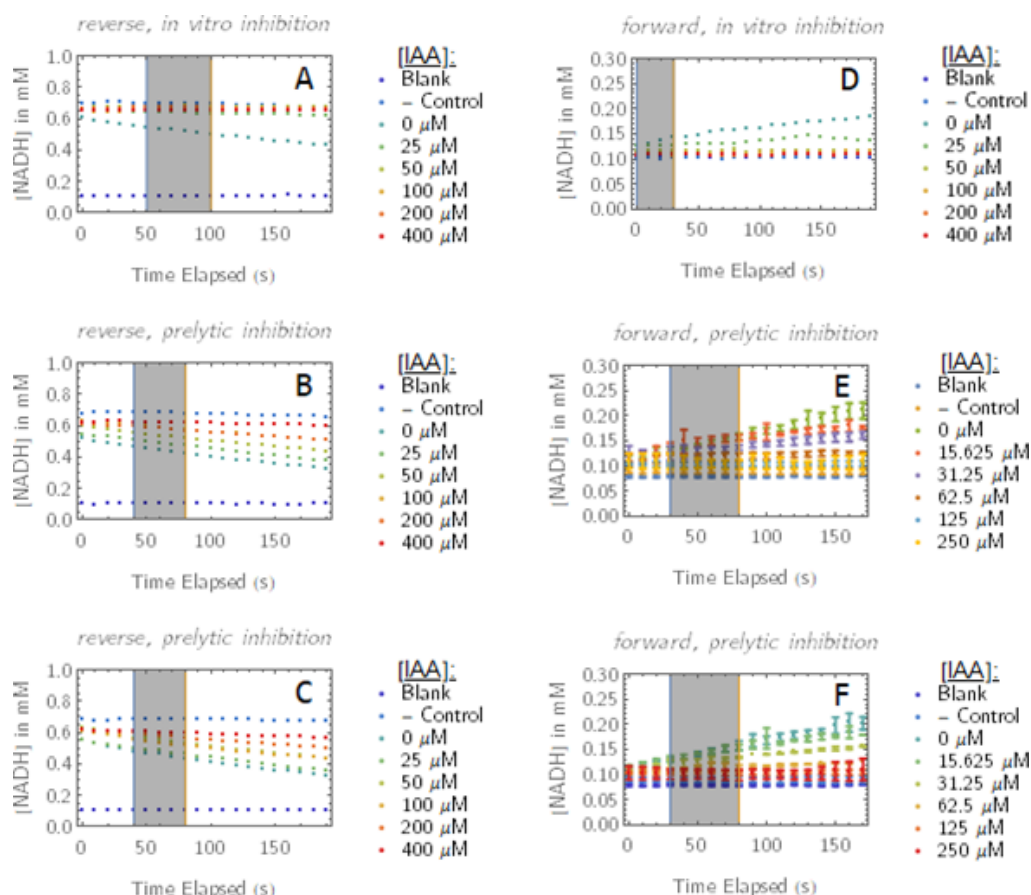 reverse, in vitro inhibition
A
[NADH] in mM
1.0
0.8
0.6
0.4
0.2
0.0
0
50
100
150
Time Elapsed (s)
[IAA]:
Blank
− Control
0 μM
25 μM
50 μM
100 μM
200 μM
400 μM
forward, in vitro inhibition
D
[NADH] in mM
0.30
0.25
0.20
0.15
0.10
0.05
0.00
0
50
100
150
Time Elapsed (s)
[IAA]:
Blank
− Control
0 μM
25 μM
50 μM
100 μM
200 μM
400 μM
reverse, prelytic inhibition
B
[NADH] in mM
1.0
0.8
0.6
0.4
0.2
0.0
0
50
100
150
Time Elapsed (s)
[IAA]:
Blank
− Control
0 μM
25 μM
50 μM
100 μM
200 μM
400 μM
forward, prelytic inhibition
E
[NADH] in mM
0.30
0.25
0.20
0.15
0.10
0.05
0.00
0
50
100
150
Time Elapsed (s)
[IAA]:
Blank
− Control
0 μM
15.625 μM
31.25 μM
62.5 μM
125 μM
250 μM
reverse, prelytic inhibition
C
[NADH] in mM
1.0
0.8
0.6
0.4
0.2
0.0
0
50
100
150
Time Elapsed (s)
[IAA]:
Blank
− Control
0 μM
25 μM
50 μM
100 μM
200 μM
400 μM
forward, prelytic inhibition
F
[NADH] in mM
0.30
0.25
0.20
0.15
0.10
0.05
0.00
0
50
100
150
Time Elapsed (s)
[IAA]:
Blank
− Control
0 μM
15.625 μM
31.25 μM
62.5 μM
125 μM
250 μM